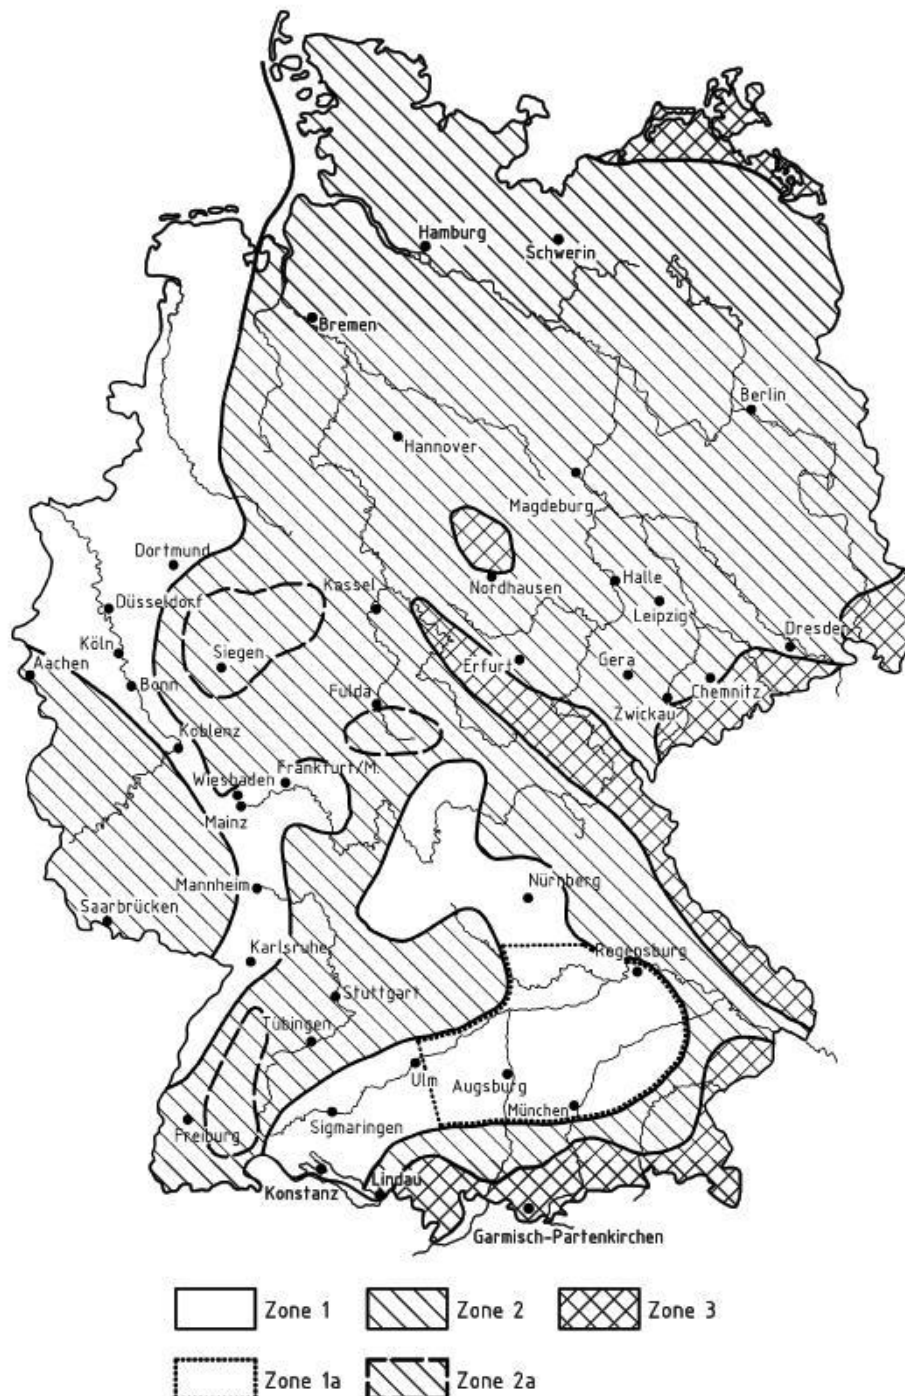 Hamburg
Schwerin
Bremen
Berlin
Hannover
Magdeburg
Dortmund
Nordhausen
Halle
Kassel
Leipzig
Düsseldorf
Dresden
Köln
Siegen
Erfurt
Gera
Aachen
Chemnitz
Bonn
Fulda
Zwickau
Koblenz
Wiesbaden
Frankfurt/M.
Mainz
Mannheim
Nürnberg
Saarbrücken
Karlsruhe
Regensburg
Stuttgart
Tübingen
Ulm
Augsburg
München
Freiburg
Sigmaringen
Konstanz
Lindau
Garmisch-Partenkirchen
Zone 1
Zone 2
Zone 3
Zone 1a
Zone 2a